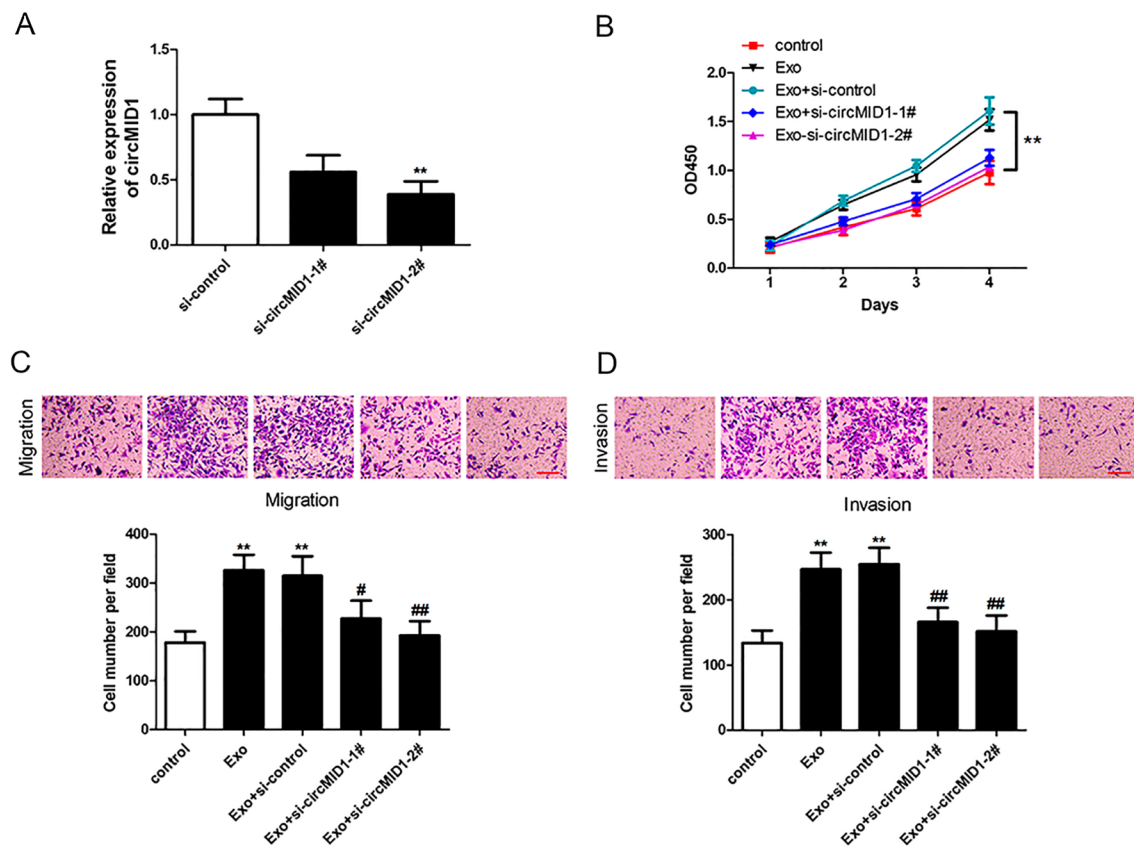 A
Relative expression
of circMID1
1.5
1.0
0.5
0.0
**
si-control
si-circMID1-1#
si-circMID1-2#
B
control
Exo
Exo+si-control
Exo+si-circMID1-1#
Exo-si-circMID1-2#
OD450
2.0
1.5
1.0
0.5
0.0
**
1 2 3 4
Days
C
Migration
Migration
Cell mumber per field
400
300
200
100
0
** ** # ##
control
Exo
Exo+si-control
Exo+si-circMID1-1#
Exo+si-circMID1-2#
D
Invasion
Invasion
Cell mumber per field
300
200
100
0
** ** ## ##
control
Exo
Exo+si-control
Exo+si-circMID1-1#
Exo+si-circMID1-2#